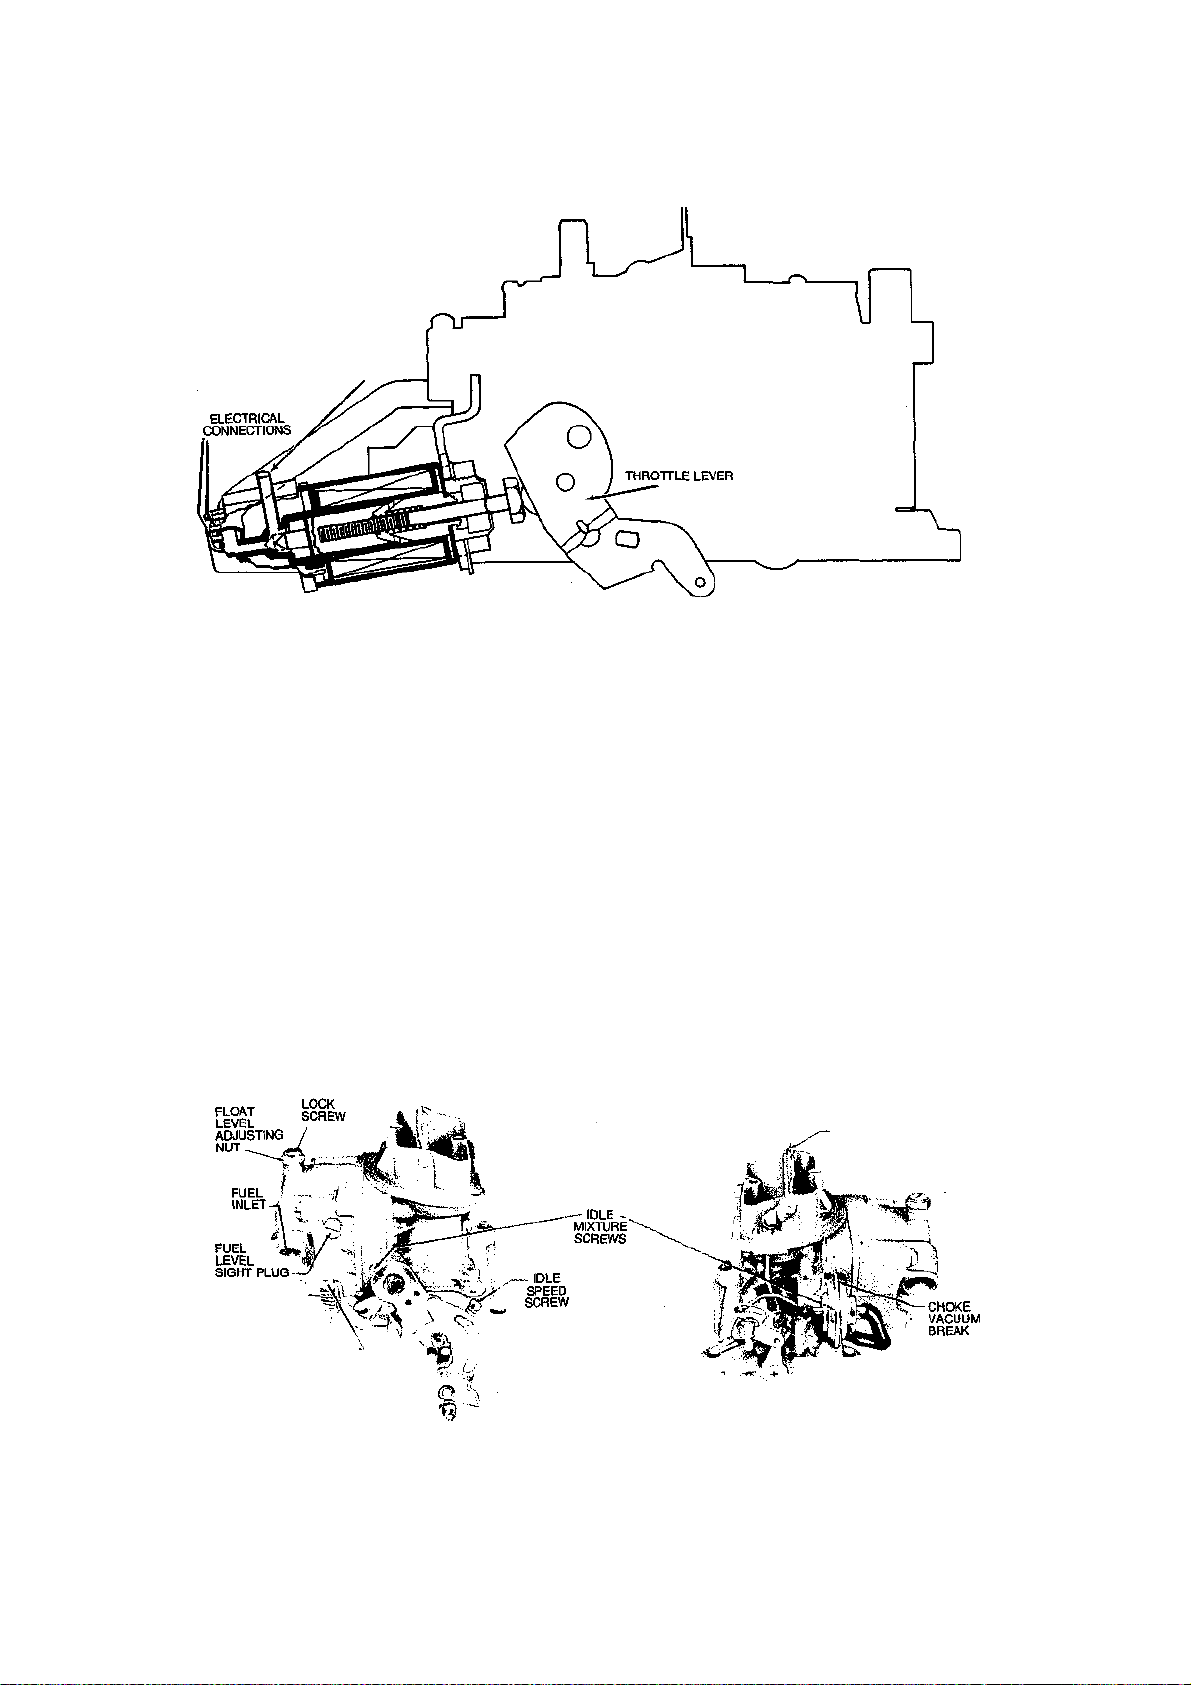 ELECTRICAL
CONNECTIONS
THROTTLE LEVER
FLOAT
LEVEL
ADJUSTING
NUT
LOCK
SCREW
FUEL
INLET
FUEL
LEVEL
SIGHT PLUG
IDLE
MIXTURE
SCREWS
IDLE
SPEED
SCREW
CHOKE
VACUUM
BREAK